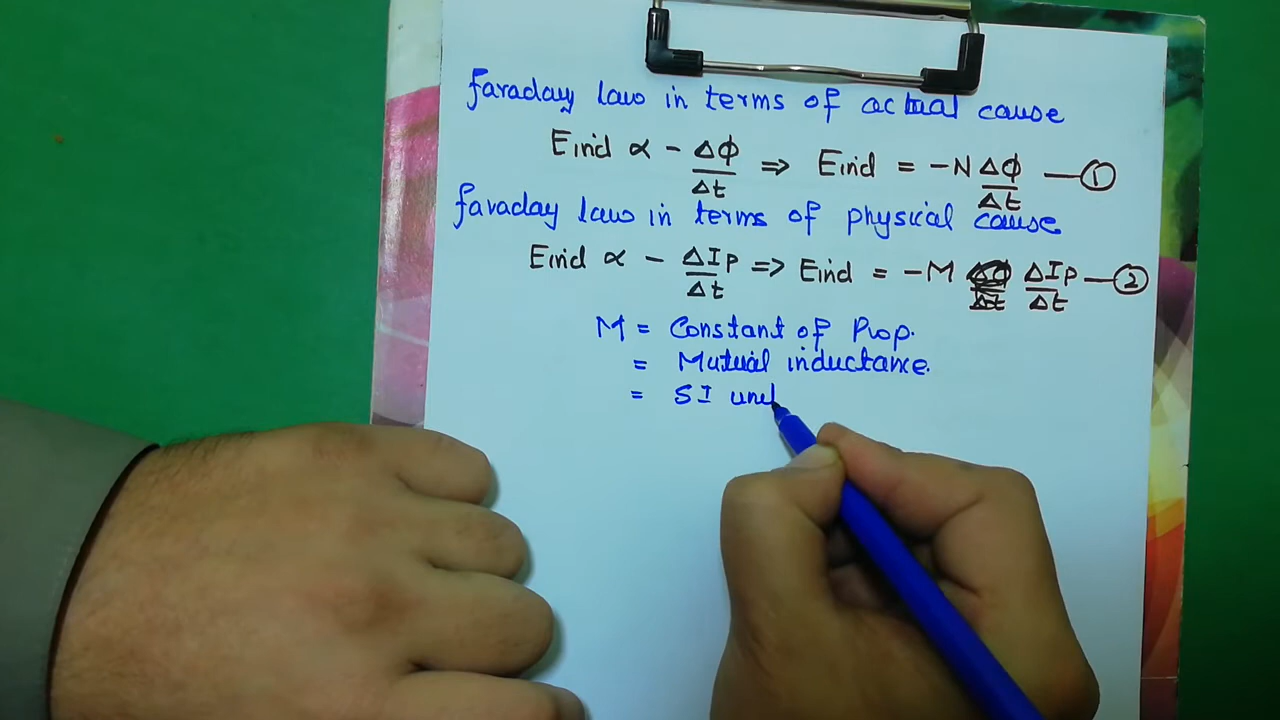 faraday law in terms of actual cause
Eind ∝ - ΔΦ/Δt ⇒ Eind = -N ΔΦ/Δt —①
faraday law in terms of physical cause
Eind ∝ - ΔIp/Δt ⇒ Eind = -M ΔIp/Δt —②
M = Constant of Prop.
= Mutual inductance.
= SI unit